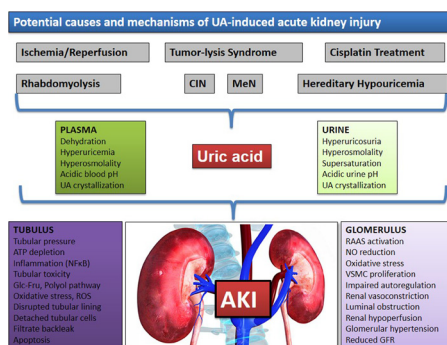 Potential causes and mechanisms of UA-induced acute kidney injury
Ischemia/Reperfusion
Tumor-lysis Syndrome
Cisplatin Treatment
Rhabdomyolysis
CIN
MeN
Hereditary Hypouricemia
PLASMA
Dehydration
Hyperuricemia
Hyperosmolality
Acidic blood pH
UA crystallization
Uric acid
URINE
Hyperuricosuria
Hyperosmolality
Supersaturation
Acidic urine pH
UA crystallization
TUBULUS
Tubular pressure
ATP depletion
Inflammation (NFκB)
Tubular toxicity
Glc-Fru, Polyol pathway
Oxidative stress, ROS
Disrupted tubular lining
Detached tubular cells
Filtrate backleak
Apoptosis
AKI
GLOMERULUS
RAAS activation
NO reduction
Oxidative stress
VSMC proliferation
Impaired autoregulation
Renal vasoconstriction
Luminal obstruction
Renal hypoperfusion
Glomerular hypertension
Reduced GFR